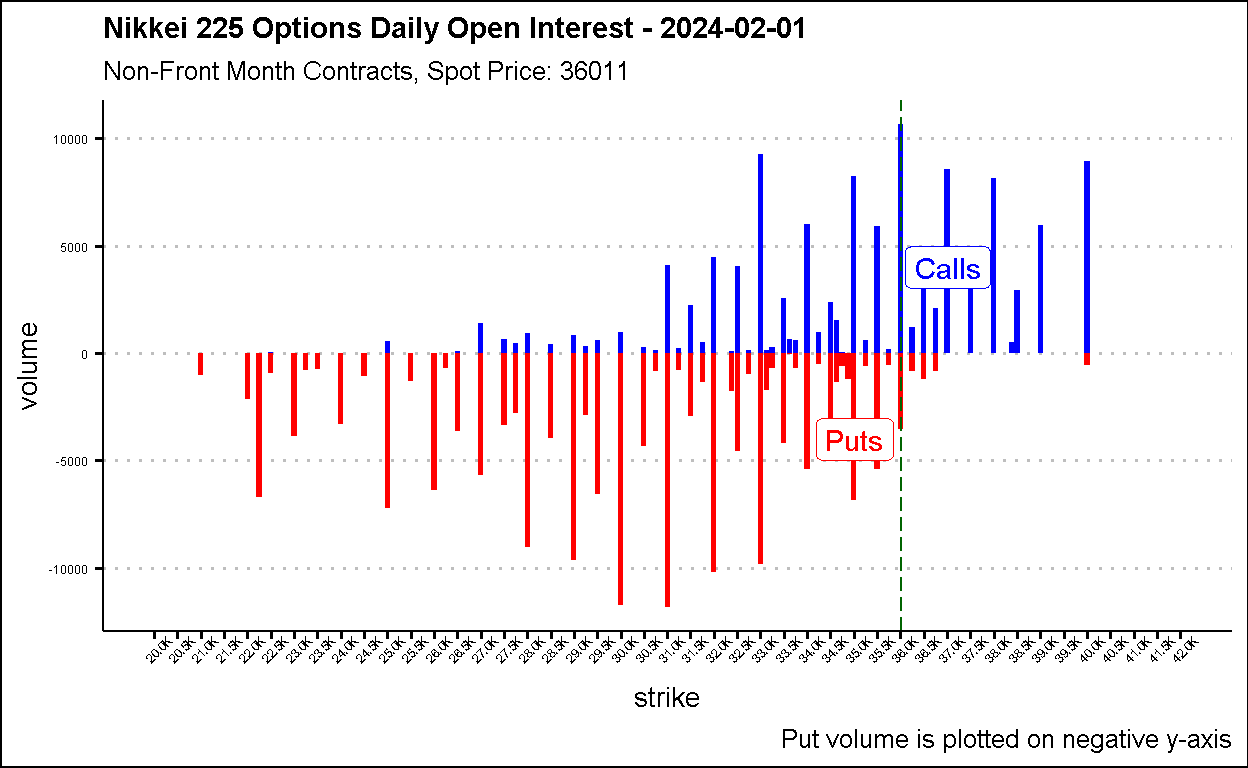 Nikkei 225 Options Daily Open Interest - 2024-02-01
Non-Front Month Contracts, Spot Price: 36011
volume
10000
5000
0
-5000
-10000
Calls
Puts
20.0K 20.5K 21.0K 21.5K 22.0K 22.5K 23.0K 23.5K 24.0K 24.5K 25.0K 25.5K 26.0K 26.5K 27.0K 27.5K 28.0K 28.5K 29.0K 29.5K 30.0K 30.5K 31.0K 31.5K 32.0K 32.5K 33.0K 33.5K 34.0K 34.5K 35.0K 35.5K 36.0K 36.5K 37.0K 37.5K 38.0K 38.5K 39.0K 39.5K 40.0K 40.5K 41.0K 41.5K 42.0K
strike
Put volume is plotted on negative y-axis